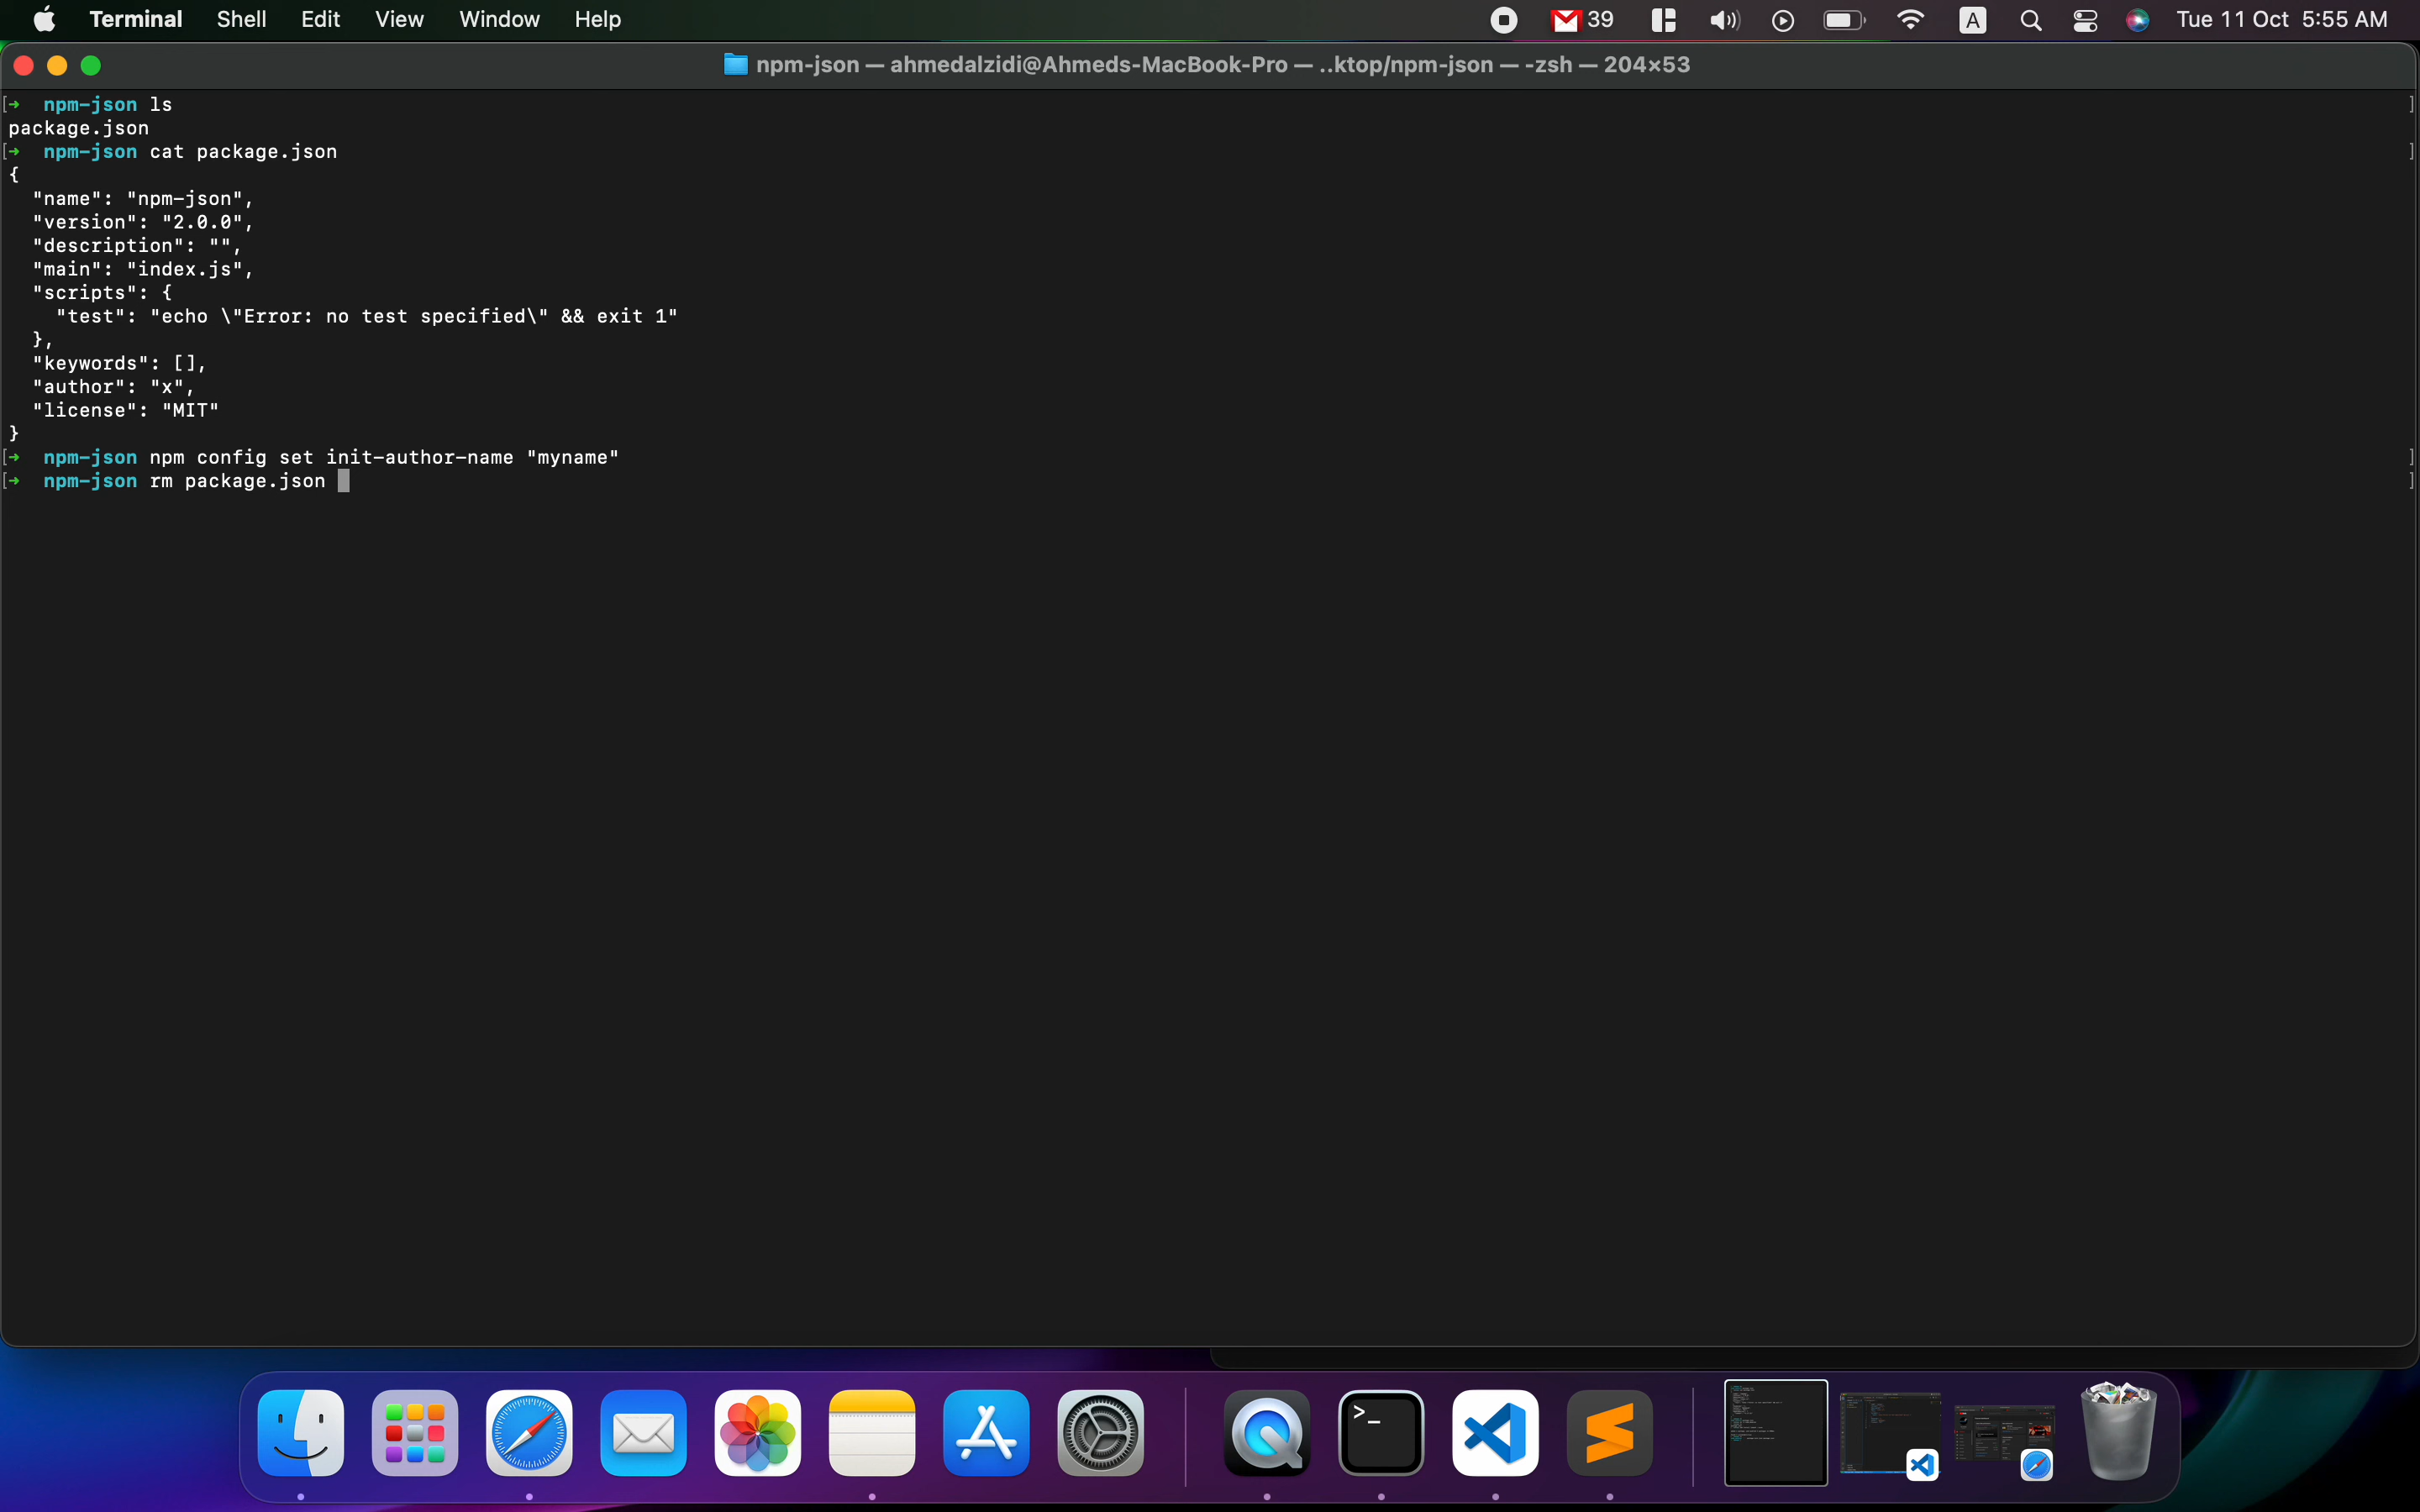 Terminal Shell Edit View Window Help 39 A Tue 11 Oct 5:55 AM
npm-json — ahmedalzidi@Ahmeds-MacBook-Pro — ..ktop/npm-json — -zsh — 204×53
[➜ npm-json ls ]
package.json
[➜ npm-json cat package.json ]
{
"name": "npm-json",
"version": "2.0.0",
"description": "",
"main": "index.js",
"scripts": {
"test": "echo \"Error: no test specified\" && exit 1"
},
"keywords": [],
"author": "x",
"license": "MIT"
}
[➜ npm-json npm config set init-author-name "myname" ]
[➜ npm-json rm package.json ]
>_